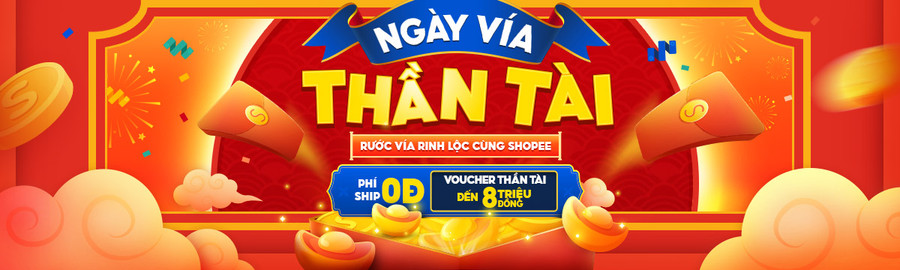 NGÀY VÍA
THẦN TÀI
RƯỚC VÍA RINH LỘC CÙNG SHOPEE
PHÍ SHIP 0Đ
VOUCHER THẦN TÀI
ĐẾN 8 TRIỆU ĐỒNG